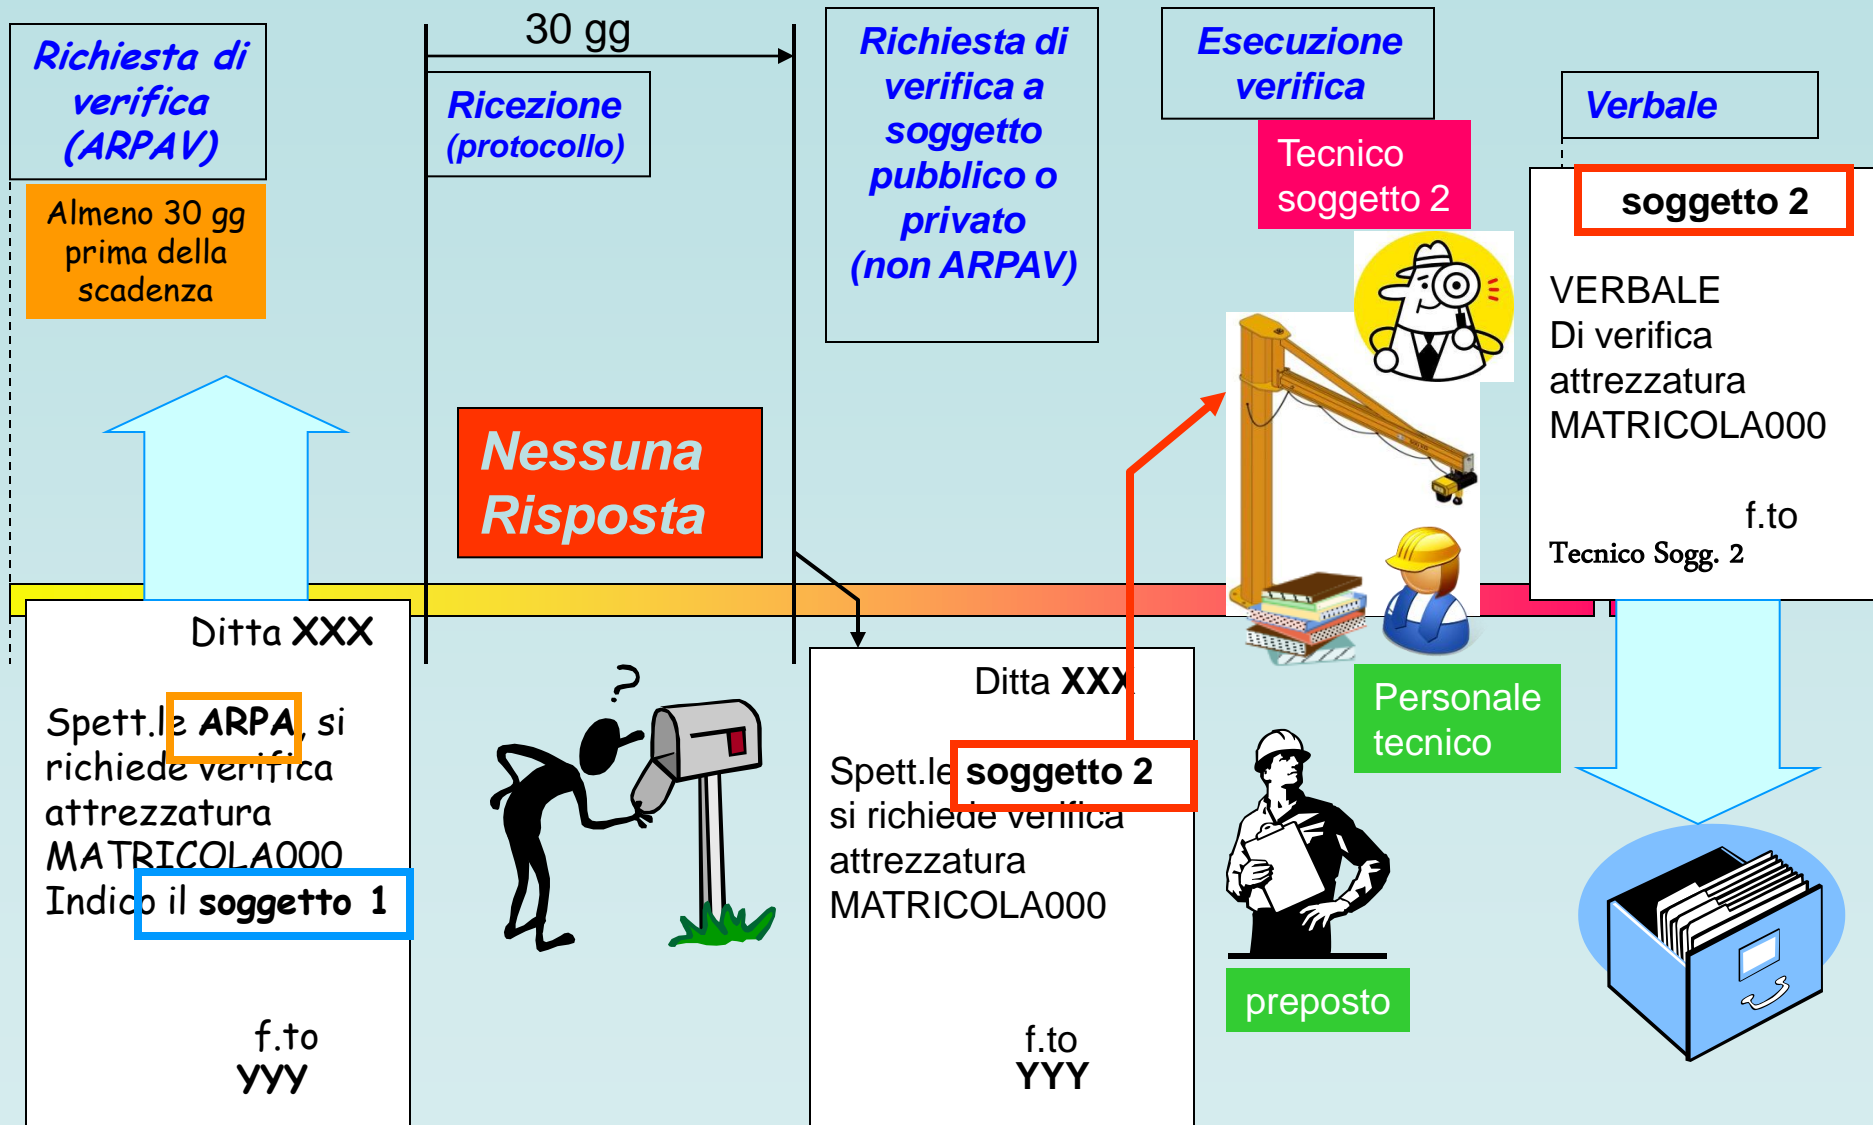 Richiesta di
verifica
(ARPAV)
Almeno 30 gg
prima della
scadenza
30 gg
Ricezione
(protocollo)
Nessuna
Risposta
Richiesta di
verifica a
soggetto
pubblico o
privato
(non ARPAV)
Esecuzione
verifica
Tecnico
soggetto 2
Verbale
soggetto 2
VERBALE
Di verifica
attrezzatura
MATRICOLA000
f.to
Tecnico Sogg. 2
Ditta XXX
Spett.le ARPA, si
richiede verifica
attrezzatura
MATRICOLA000
Indico il soggetto 1
f.to
YYY
Ditta XXX
Spett.le soggetto 2
si richiede verifica
attrezzatura
MATRICOLA000
f.to
YYY
Personale
tecnico
preposto